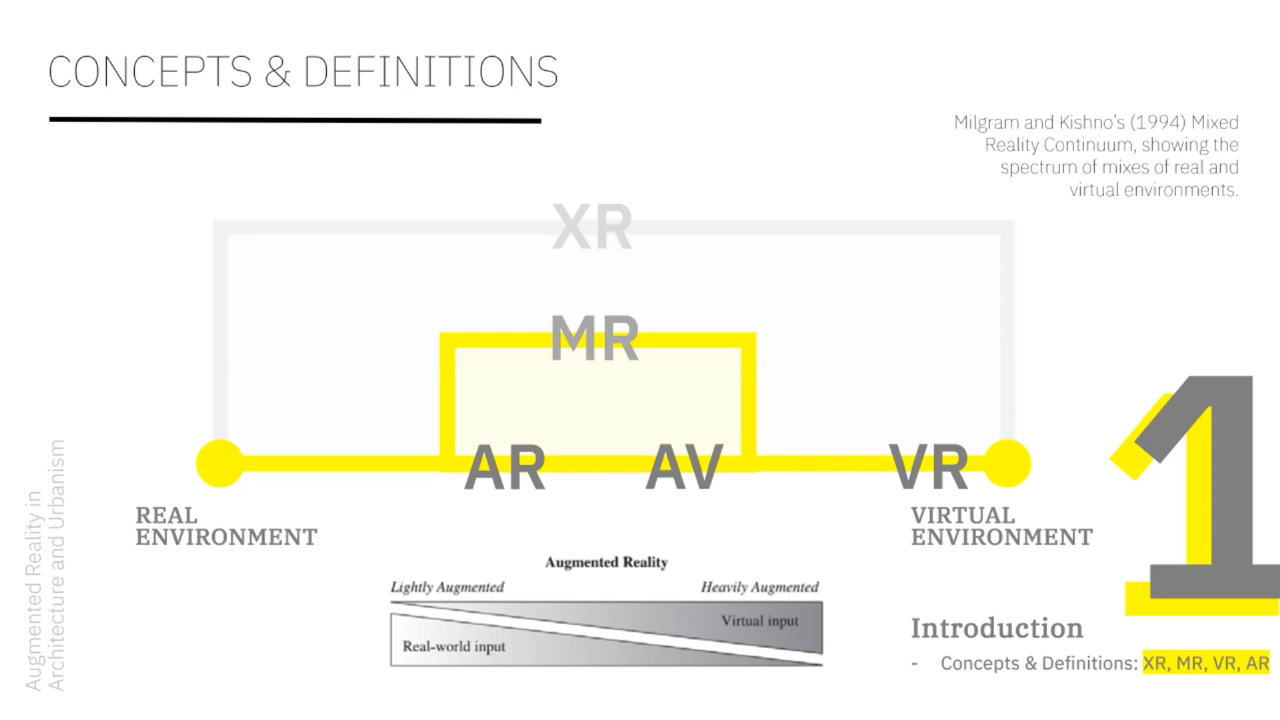 CONCEPTS & DEFINITIONS
Milgram and Kishno's (1994) Mixed
Reality Continuum, showing the
spectrum of mixes of real and
virtual environments.
XR
MR
AR
AV
VR
REAL
ENVIRONMENT
VIRTUAL
ENVIRONMENT
Augmented Reality
Lightly Augmented
Heavily Augmented
Virtual input
Real-world input
1
Introduction
- Concepts & Definitions: XR, MR, VR, AR
Augmented Reality in
Architecture and Urbanism